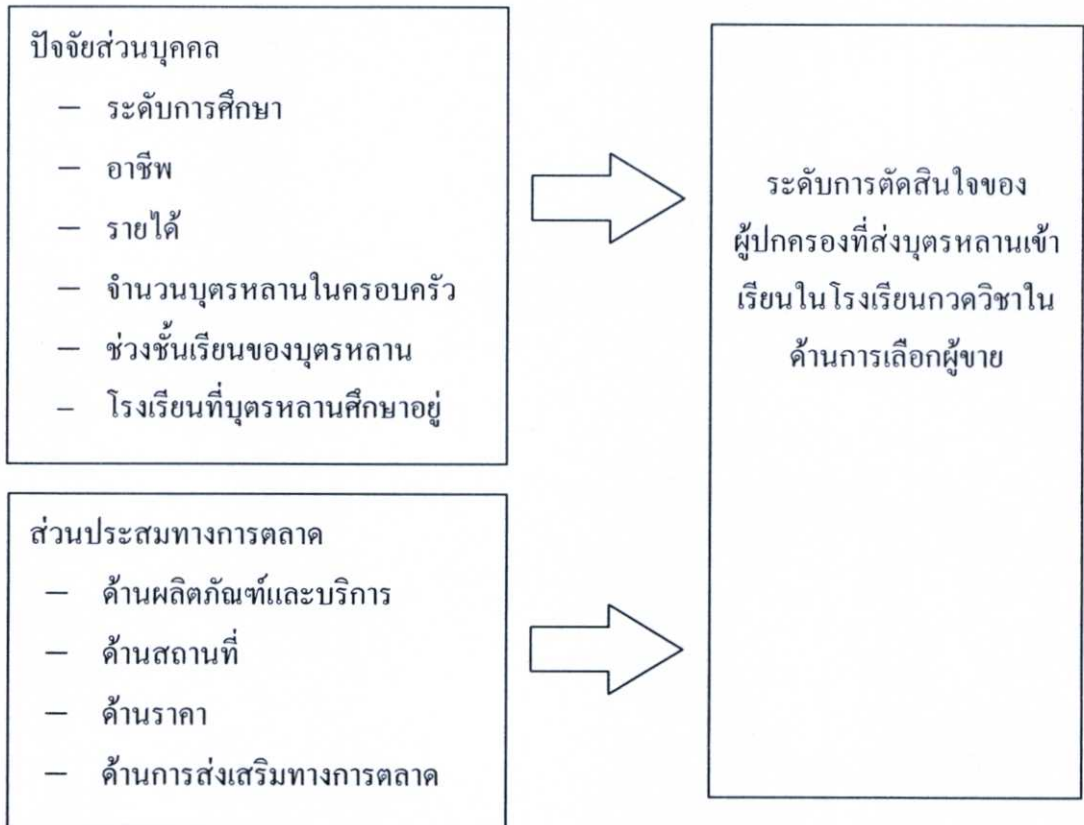 ปัจจัยส่วนบุคคล
— ระดับการศึกษา
— อาชีพ
— รายได้
— จำนวนบุตรหลานในครอบครัว
— ช่วงชั้นเรียนของบุตรหลาน
– โรงเรียนที่บุตรหลานศึกษาอยู่
ส่วนประสมทางการตลาด
— ด้านผลิตภัณฑ์และบริการ
— ด้านสถานที่
— ด้านราคา
— ด้านการส่งเสริมทางการตลาด
ระดับการตัดสินใจของ
ผู้ปกครองที่ส่งบุตรหลานเข้า
เรียนในโรงเรียนกวดวิชาใน
ด้านการเลือกผู้ขาย